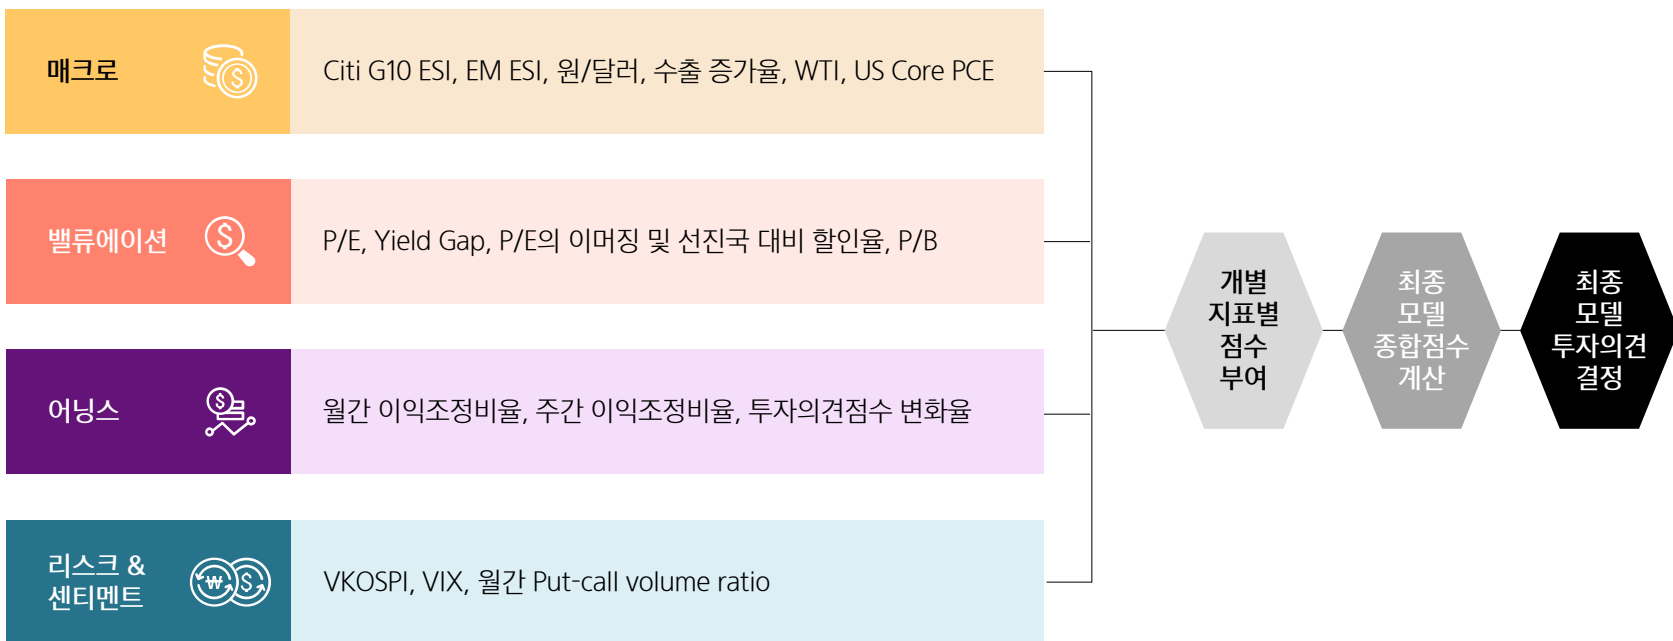 매크로
Citi G10 ESI, EM ESI, 원/달러, 수출 증가율, WTI, US Core PCE
밸류에이션
P/E, Yield Gap, P/E의 이머징 및 선진국 대비 할인율, P/B
어닝스
월간 이익조정비율, 주간 이익조정비율, 투자의견점수 변화율
리스크 &
센티멘트
VKOSPI, VIX, 월간 Put-call volume ratio
개별
지표별
점수
부여
최종
모델
종합점수
계산
최종
모델
투자의견
결정